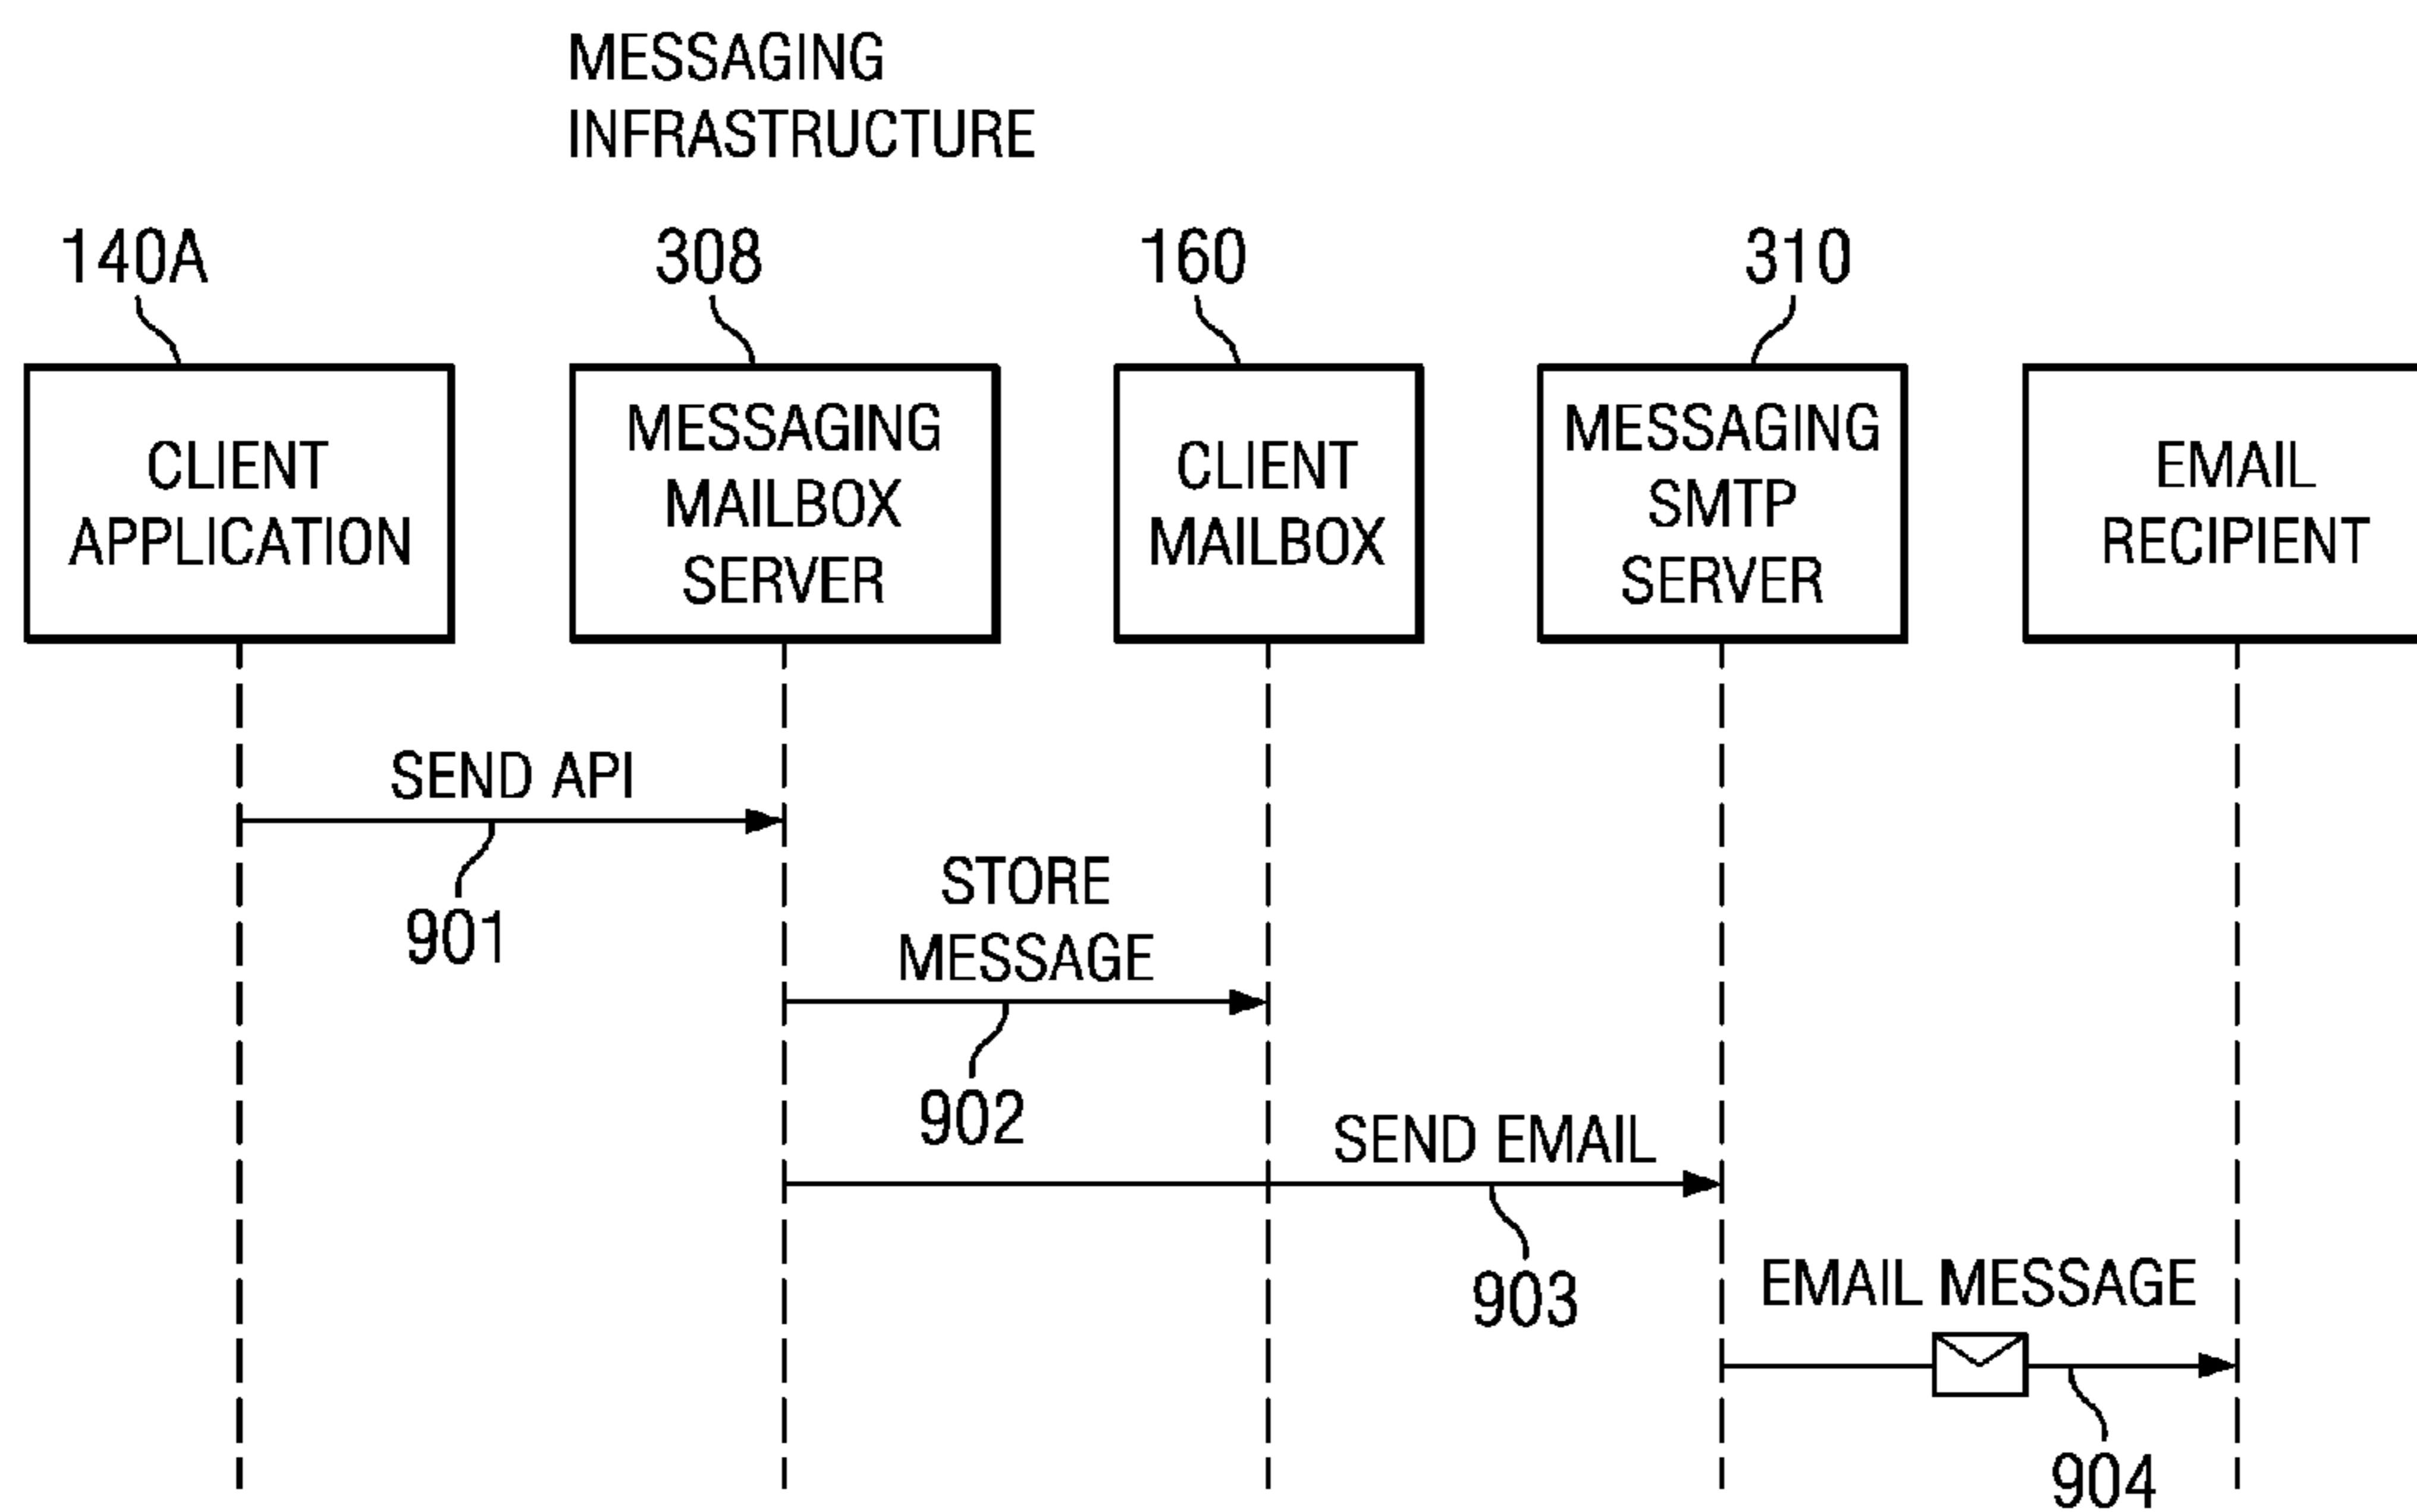 MESSAGING
INFRASTRUCTURE
140A
308
160
310
CLIENT
APPLICATION
MESSAGING
MAILBOX
SERVER
CLIENT
MAILBOX
MESSAGING
SMTP
SERVER
EMAIL
RECIPIENT
SEND API
901
STORE
MESSAGE
902
SEND EMAIL
903
EMAIL MESSAGE
904